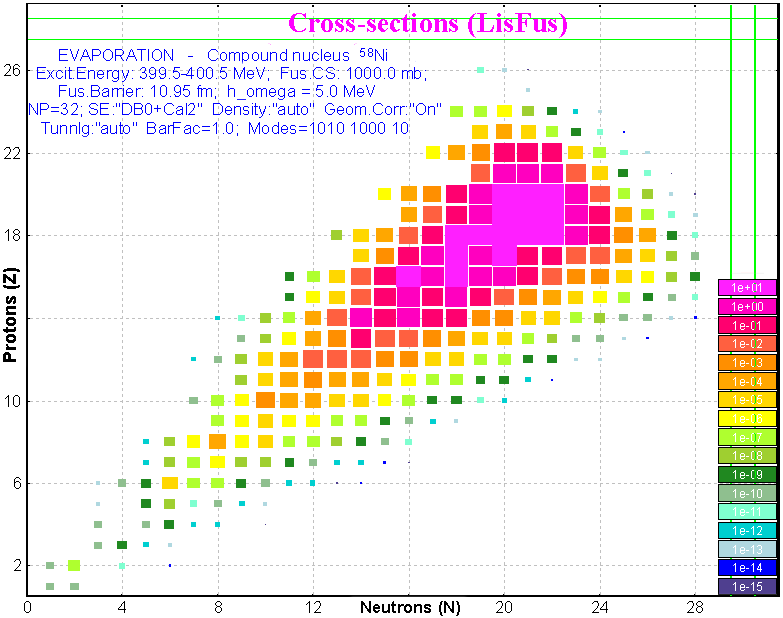 Cross-sections (LisFus)
EVAPORATION - Compound nucleus ⁵⁸Ni
Excit.Energy: 399.5-400.5 MeV; Fus.CS: 1000.0 mb;
Fus.Barrier: 10.95 fm; h_omega = 5.0 MeV
NP=32; SE:"DB0+Cal2" Density:"auto" Geom.Corr:"On"
Tunnlg:"auto" BarFac=1.0; Modes=1010 1000 10
Protons (Z)
26
22
18
14
10
6
2
0
4
8
12
16
20
24
28
Neutrons (N)
1e+01
1e+00
1e-01
1e-02
1e-03
1e-04
1e-05
1e-06
1e-07
1e-08
1e-09
1e-10
1e-11
1e-12
1e-13
1e-14
1e-15